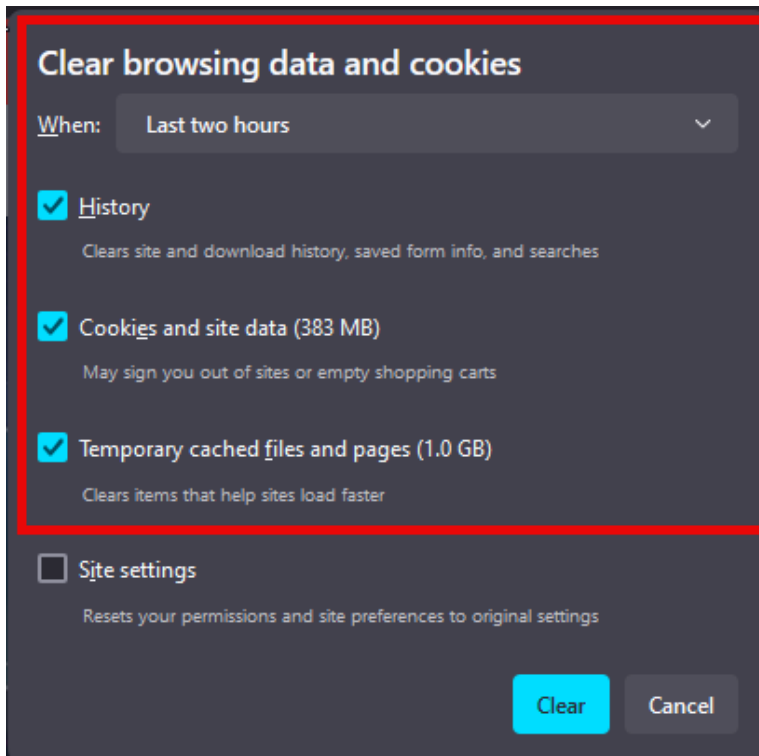 Clear browsing data and cookies
When: Last two hours
History
Clears site and download history, saved form info, and searches
Cookies and site data (383 MB)
May sign you out of sites or empty shopping carts
Temporary cached files and pages (1.0 GB)
Clears items that help sites load faster
Site settings
Resets your permissions and site preferences to original settings
Clear Cancel